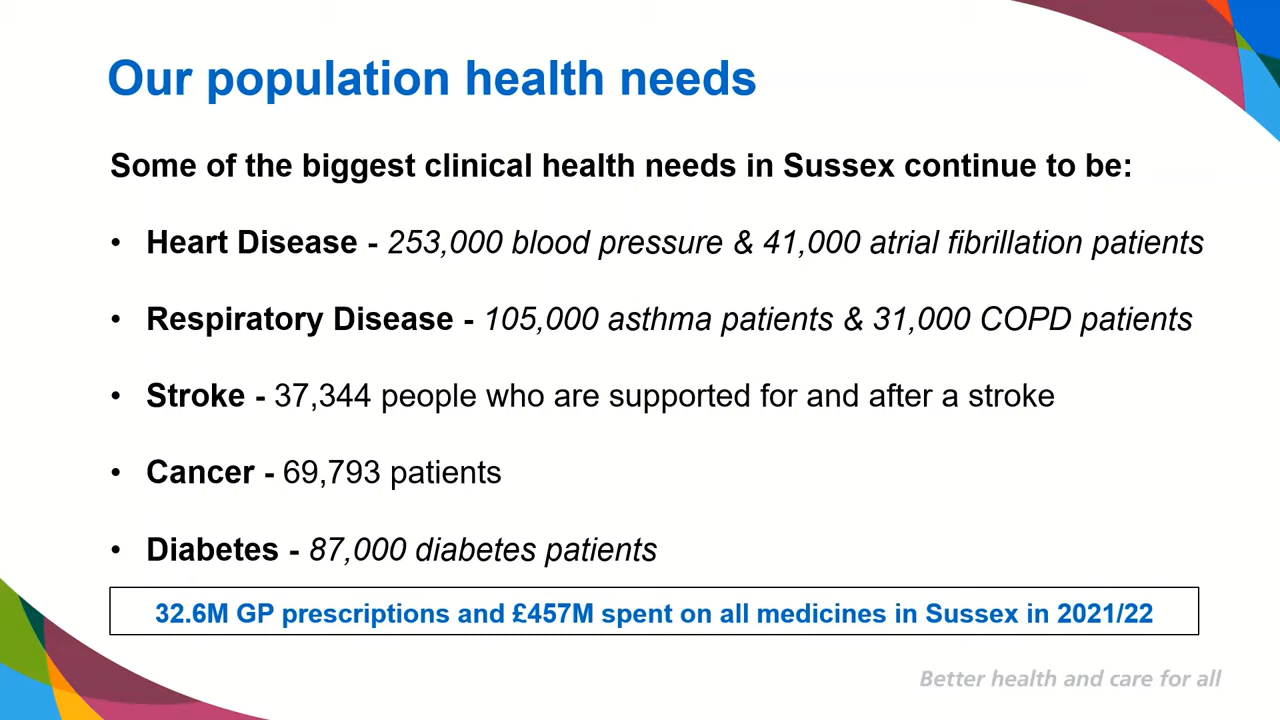 Our population health needs
Some of the biggest clinical health needs in Sussex continue to be:
• Heart Disease - 253,000 blood pressure & 41,000 atrial fibrillation patients
• Respiratory Disease - 105,000 asthma patients & 31,000 COPD patients
• Stroke - 37,344 people who are supported for and after a stroke
• Cancer - 69,793 patients
• Diabetes - 87,000 diabetes patients
32.6M GP prescriptions and £457M spent on all medicines in Sussex in 2021/22
Better health and care for all